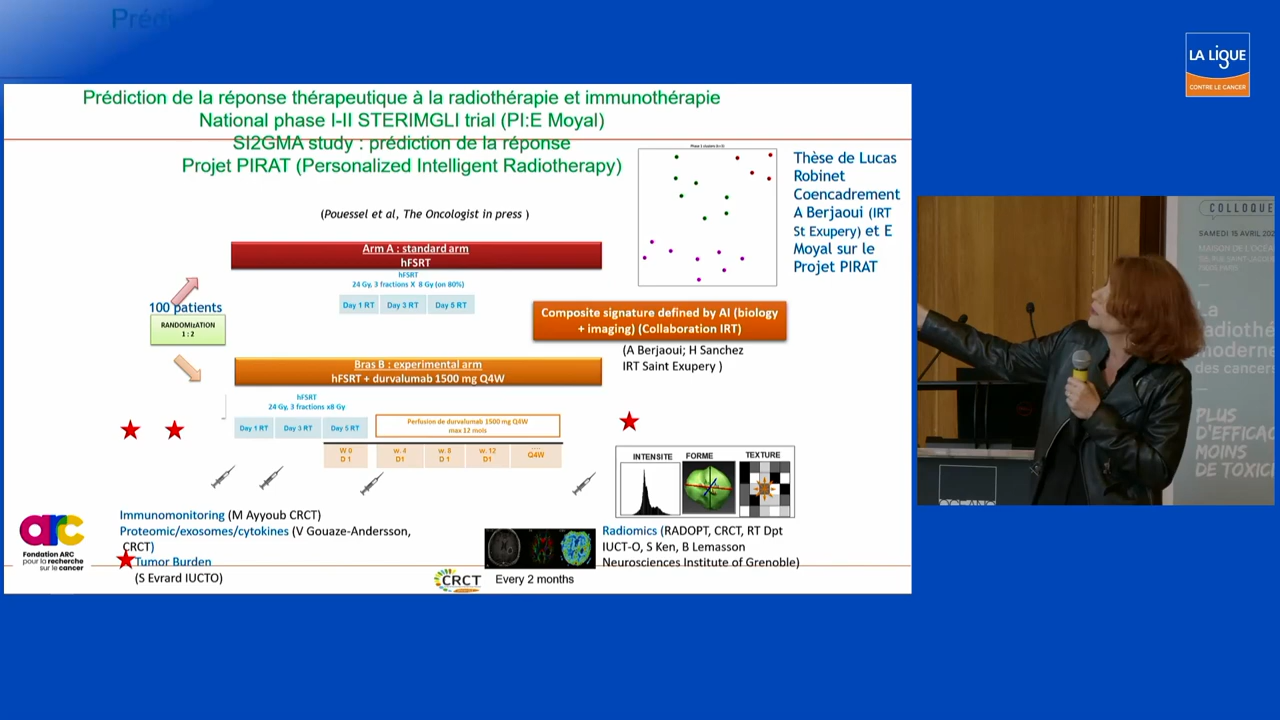 Préd
LA LIGUE
CONTRE LE CANCER
Prédiction de la réponse thérapeutique à la radiothérapie et immunothérapie
National phase I-II STERIMGLI trial (PI:E Moyal)
SI2GMA study : prédiction de la réponse
Projet PIRAT (Personalized Intelligent Radiotherapy)
(Pouessel et al, The Oncologist in press )
Thèse de Lucas
Robinet
Coencadrement
A Berjaoui (IRT
St Exupery) et E
Moyal sur le
Projet PIRAT
Arm A : standard arm
hFSRT
hFSRT
24 Gy, 3 fractions X 8 Gy (on 80%)
Day 1 RT
Day 3 RT
Day 5 RT
100 patients
RANDOMIzATION
1 : 2
Composite signature defined by AI (biology
+ imaging) (Collaboration IRT)
(A Berjaoui; H Sanchez
IRT Saint Exupery )
Bras B : experimental arm
hFSRT + durvalumab 1500 mg Q4W
hFSRT
24 Gy, 3 fractions x8 Gy
Day 1 RT
Day 3 RT
Day 5 RT
Perfusion de durvalumab 1500 mg Q4W
max 12 mois
W 0
D 1
w. 4
D1
w. 8
D 1
w. 12
D1
....
Q4W
INTENSITE
FORME
TEXTURE
Immunomonitoring (M Ayyoub CRCT)
Proteomic/exosomes/cytokines (V Gouaze-Andersson,
CRCT)
Tumor Burden
(S Evrard IUCTO)
arc
Fondation ARC
pour la recherche
sur le cancer
CRCT
Every 2 months
Radiomics (RADOPT, CRCT, RT Dpt
IUCT-O, S Ken, B Lemasson
Neurosciences Institute of Grenoble)
COLLOQUE
SAMEDI 15 AVRIL 202
MAISON DE L'OCÉA
La
radiothé
moderne
des cancers
PLUS
D'EFFICAC
MOINS
DE TOXICI